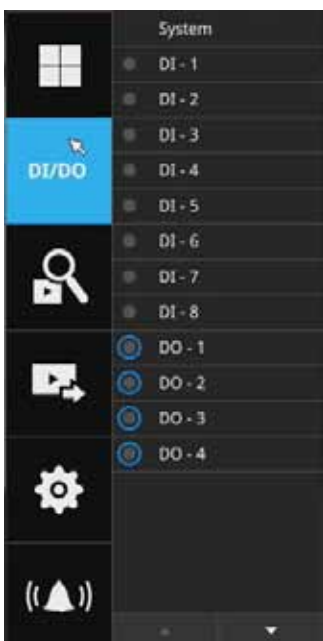 System
DI - 1
DI - 2
DI - 3
DI - 4
DI/DO
DI - 5
DI - 6
DI - 7
DI - 8
DO - 1
DO - 2
DO - 3
DO - 4